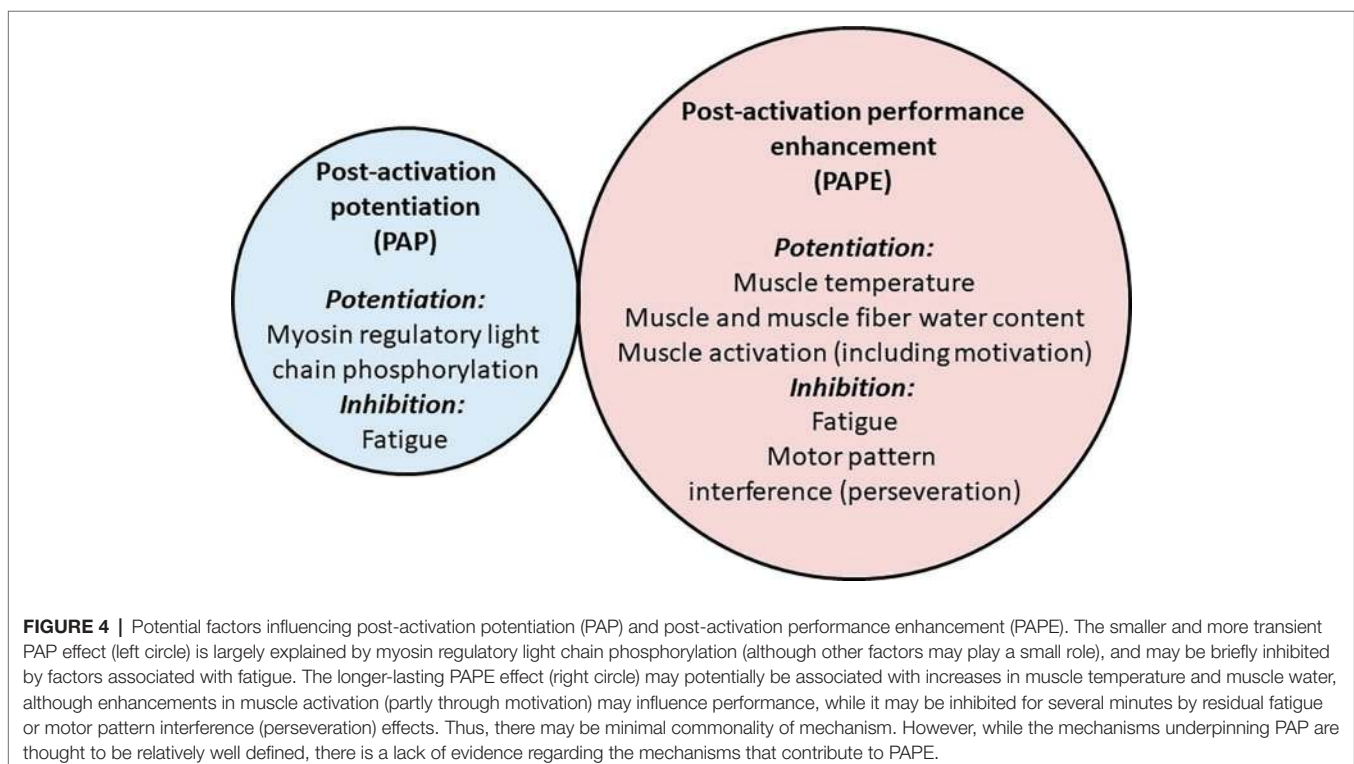 Post-activation
potentiation
(PAP)
Potentiation:
Myosin regulatory light
chain phosphorylation
Inhibition:
Fatigue
Post-activation performance
enhancement
(PAPE)
Potentiation:
Muscle temperature
Muscle and muscle fiber water content
Muscle activation (including motivation)
Inhibition:
Fatigue
Motor pattern
interference (perseveration)
FIGURE 4 | Potential factors influencing post-activation potentiation (PAP) and post-activation performance enhancement (PAPE). The smaller and more transient
PAP effect (left circle) is largely explained by myosin regulatory light chain phosphorylation (although other factors may play a small role), and may be briefly inhibited
by factors associated with fatigue. The longer-lasting PAPE effect (right circle) may potentially be associated with increases in muscle temperature and muscle water,
although enhancements in muscle activation (partly through motivation) may influence performance, while it may be inhibited for several minutes by residual fatigue
or motor pattern interference (perseveration) effects. Thus, there may be minimal commonality of mechanism. However, while the mechanisms underpinning PAP are
thought to be relatively well defined, there is a lack of evidence regarding the mechanisms that contribute to PAPE.